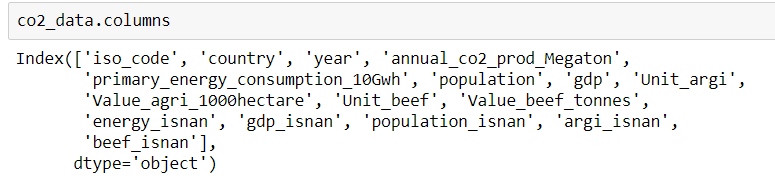 co2_data.columns
Index(['iso_code', 'country', 'year', 'annual_co2_prod_Megaton',
'primary_energy_consumption_10Gwh', 'population', 'gdp', 'Unit_argi',
'Value_agri_1000hectare', 'Unit_beef', 'Value_beef_tonnes',
'energy_isnan', 'gdp_isnan', 'population_isnan', 'argi_isnan',
'beef_isnan'],
dtype='object')